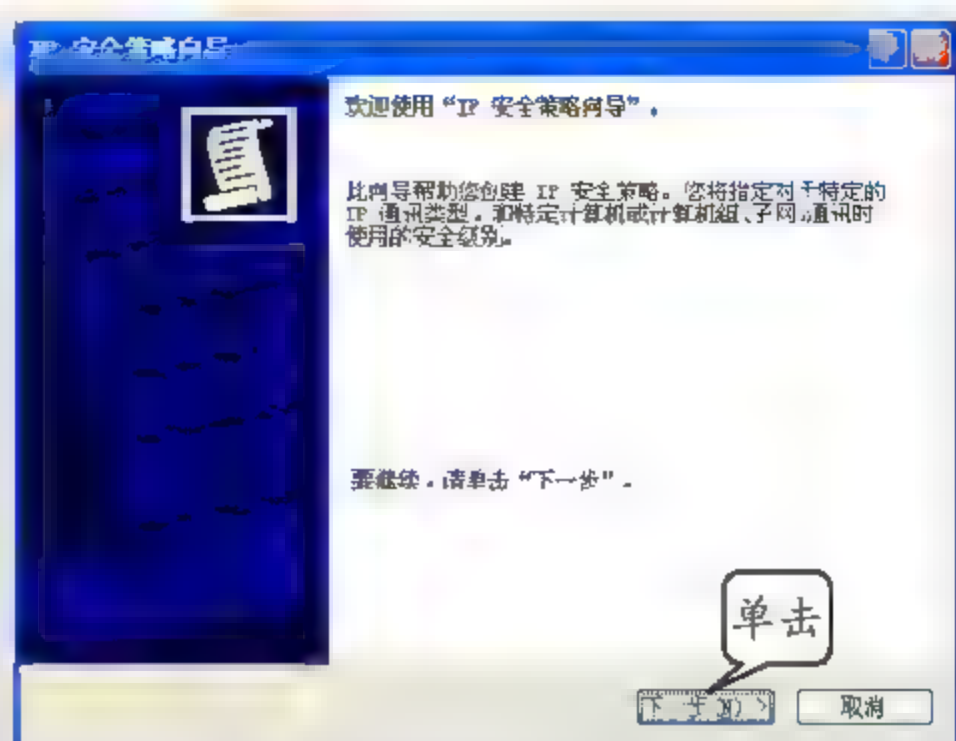 IP 安全策略向导
欢迎使用“IP 安全策略向导”。
此向导帮助您创建 IP 安全策略。您将指定对于特定的
IP 通讯类型，和特定计算机或计算机组（子网）通讯时
使用的安全级别。
要继续，请单击“下一步”。
单击
下一步(N) >
取消